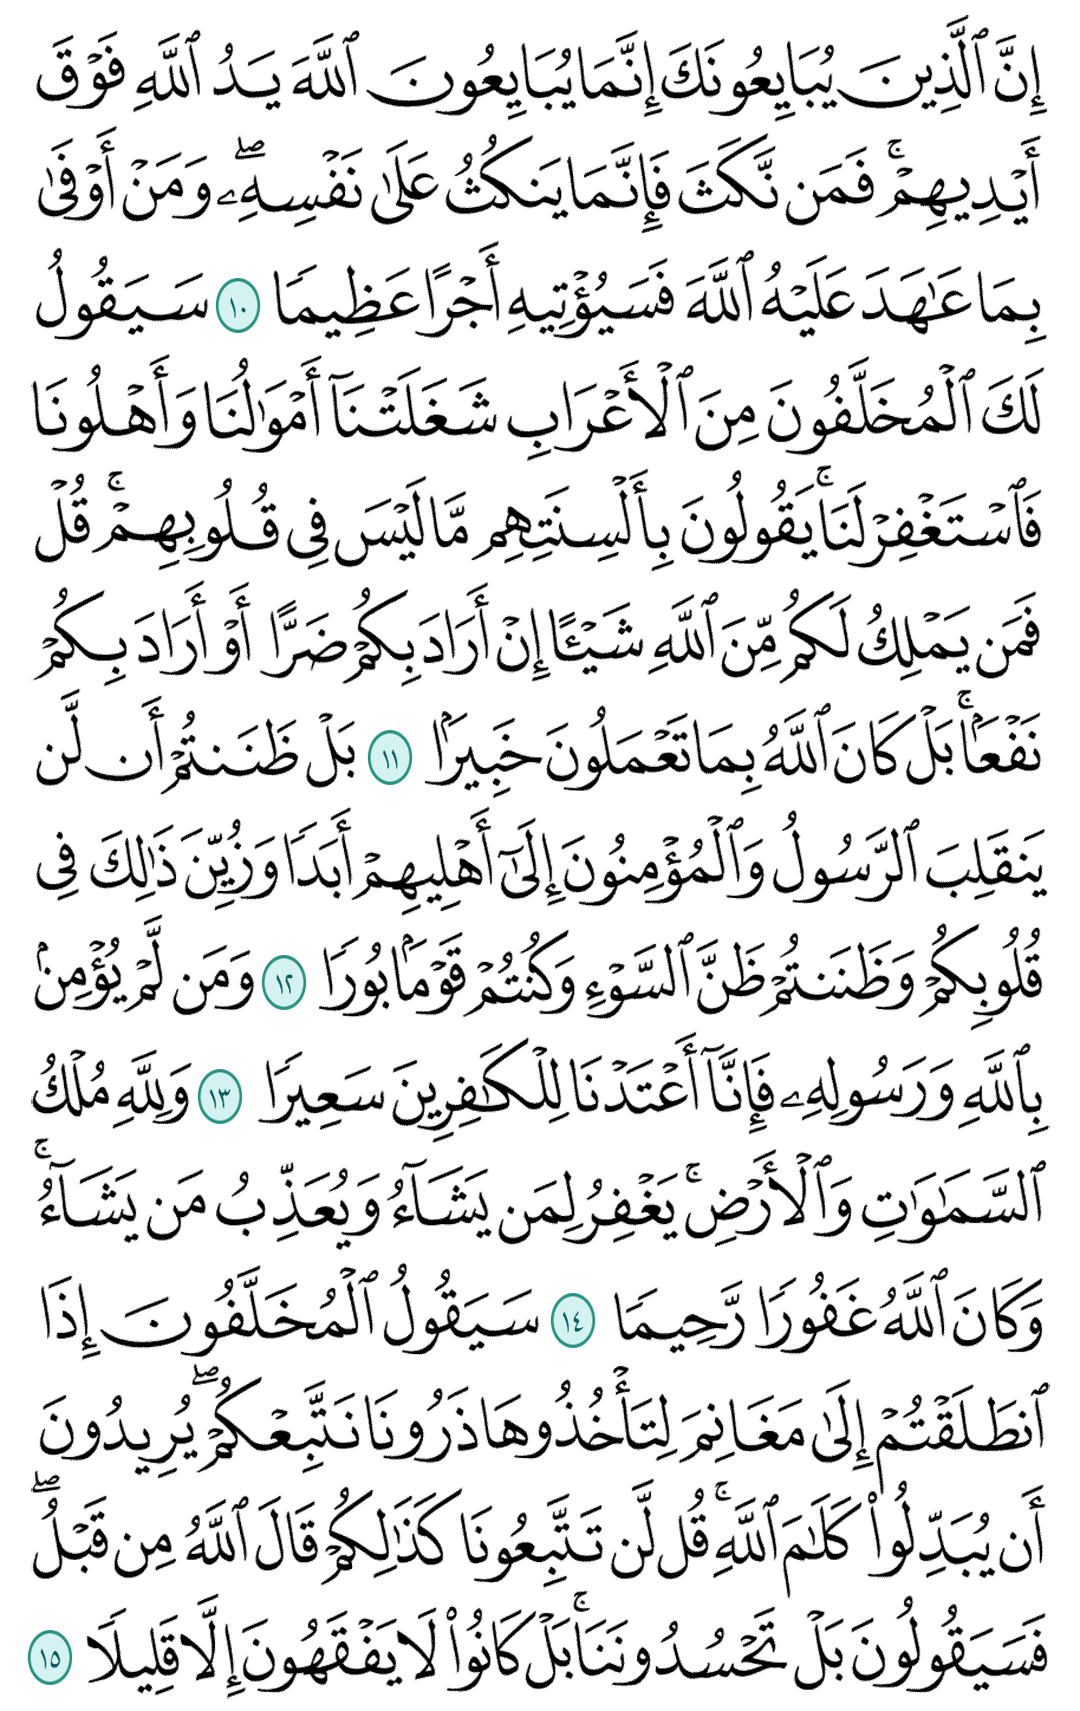 إِنَّ ٱلَّذِينَ يُبَايِعُونَكَ إِنَّمَا يُبَايِعُونَ ٱللَّهَ يَدُ ٱللَّهِ فَوْقَ
أَيْدِيهِمْ ۚ فَمَن نَّكَثَ فَإِنَّمَا يَنكُثُ عَلَىٰ نَفْسِهِۦ ۖ وَمَنْ أَوْفَىٰ
بِمَا عَـٰهَدَ عَلَيْهُ ٱللَّهَ فَسَيُؤْتِيهِ أَجْرًا عَظِيمًا ١٠ سَيَقُولُ
لَكَ ٱلْمُخَلَّفُونَ مِنَ ٱلْأَعْرَابِ شَغَلَتْنَآ أَمْوَٰلُنَا وَأَهْلُونَا
فَٱسْتَغْفِرْ لَنَا ۚ يَقُولُونَ بِأَلْسِنَتِهِم مَّا لَيْسَ فِى قُلُوبِهِمْ ۚ قُلْ
فَمَن يَمْلِكُ لَكُم مِّنَ ٱللَّهِ شَيْـًٔا إِنْ أَرَادَ بِكُمْ ضَرًّا أَوْ أَرَادَ بِكُمْ
نَفْعًۢا ۚ بَلْ كَانَ ٱللَّهُ بِمَا تَعْمَلُونَ خَبِيرًۢا ١١ بَلْ ظَنَنتُمْ أَن لَّن
يَنقَلِبَ ٱلرَّسُولُ وَٱلْمُؤْمِنُونَ إِلَىٰٓ أَهْلِيهِمْ أَبَدًا وَزُيِّنَ ذَٰلِكَ فِى
قُلُوبِكُمْ وَظَنَنتُمْ ظَنَّ ٱلسَّوْءِ وَكُنتُمْ قَوْمًۢا بُورًا ١٢ وَمَن لَّمْ يُؤْمِنۢ
بِٱللَّهِ وَرَسُولِهِۦ فَإِنَّآ أَعْتَدْنَا لِلْكَـٰفِرِينَ سَعِيرًا ١٣ وَلِلَّهِ مُلْكُ
ٱلسَّمَـٰوَٰتِ وَٱلْأَرْضِ ۚ يَغْفِرُ لِمَن يَشَآءُ وَيُعَذِّبُ مَن يَشَآءُ ۚ
وَكَانَ ٱللَّهُ غَفُورًا رَّحِيمًا ١٤ سَيَقُولُ ٱلْمُخَلَّفُونَ إِذَا
ٱنطَلَقْتُمْ إِلَىٰ مَغَانِمَ لِتَأْخُذُوهَا ذَرُونَا نَتَّبِعْكُمْ ۖ يُرِيدُونَ
أَن يُبَدِّلُوا۟ كَلَـٰمَ ٱللَّهِ ۚ قُل لَّن تَتَّبِعُونَا كَذَٰلِكُمْ قَالَ ٱللَّهُ مِن قَبْلُ ۖ
فَسَيَقُولُونَ بَلْ تَحْسُدُونَنَا ۚ بَلْ كَانُوا۟ لَا يَفْقَهُونَ إِلَّا قَلِيلًا ١٥